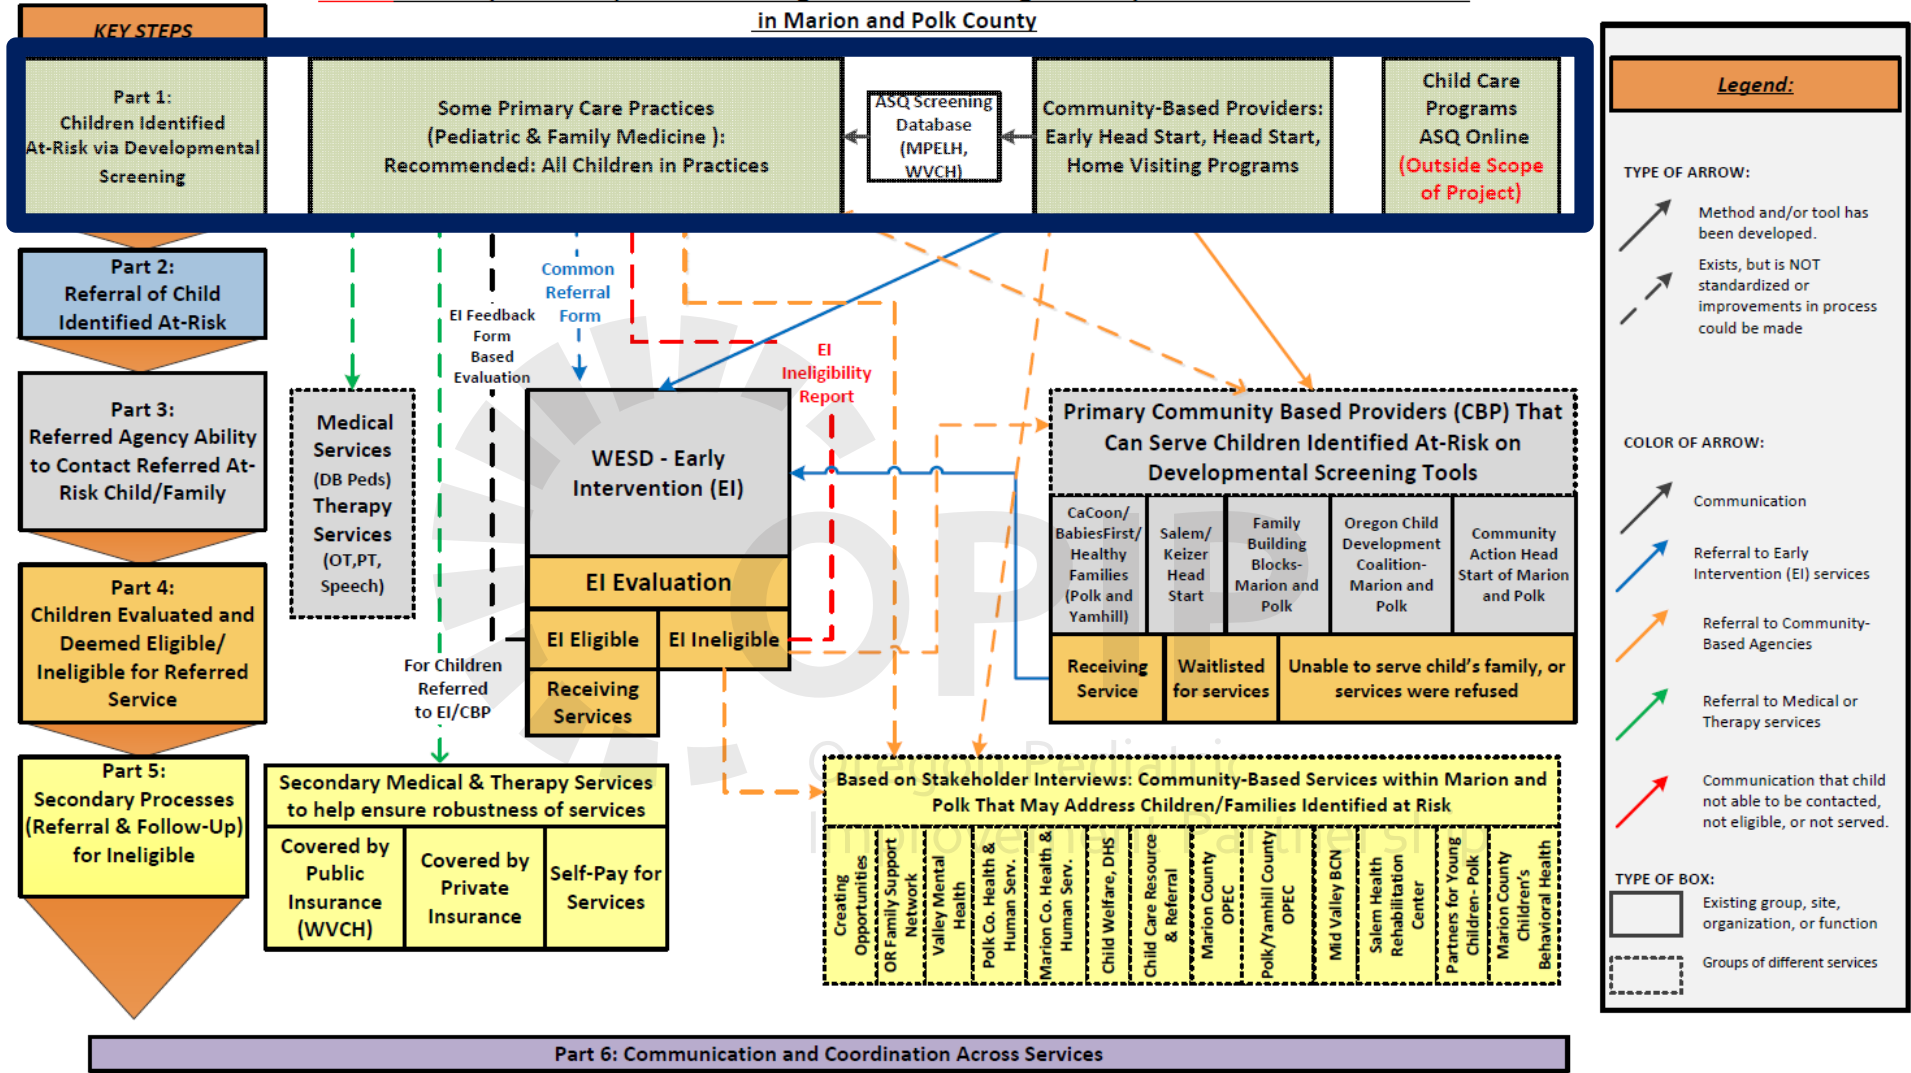 in Marion and Polk County
KEY STEPS
Part 1:
Children Identified
At-Risk via Developmental
Screening
Some Primary Care Practices
(Pediatric & Family Medicine ):
Recommended: All Children in Practices
ASQ Screening
Database
(MPELH,
WVCH)
Community-Based Providers:
Early Head Start, Head Start,
Home Visiting Programs
Child Care
Programs
ASQ Online
(Outside Scope
of Project)
Part 2:
Referral of Child
Identified At-Risk
Part 3:
Referred Agency Ability
to Contact Referred At-
Risk Child/Family
Part 4:
Children Evaluated and
Deemed Eligible/
Ineligible for Referred
Service
Part 5:
Secondary Processes
(Referral & Follow-Up)
for Ineligible
EI Feedback
Form
Based
Evaluation
Common
Referral
Form
EI
Ineligibility
Report
Medical
Services
(DB Peds)
Therapy
Services
(OT,PT,
Speech)
For Children
Referred
to EI/CBP
WESD - Early
Intervention (EI)
EI Evaluation
EI Eligible
EI Ineligible
Receiving
Services
Primary Community Based Providers (CBP) That
Can Serve Children Identified At-Risk on
Developmental Screening Tools
CaCoon/
BabiesFirst/
Healthy
Families
(Polk and
Yamhill)
Salem/
Keizer
Head
Start
Family
Building
Blocks-
Marion and
Polk
Oregon Child
Development
Coalition-
Marion and
Polk
Community
Action Head
Start of Marion
and Polk
Receiving
Service
Waitlisted
for services
Unable to serve child's family, or
services were refused
Secondary Medical & Therapy Services
to help ensure robustness of services
Covered by
Public
Insurance
(WVCH)
Covered by
Private
Insurance
Self-Pay for
Services
Based on Stakeholder Interviews: Community-Based Services within Marion and
Polk That May Address Children/Families Identified at Risk
Creating
Opportunities
OR Family Support
Network
Valley Mental
Health
Polk Co. Health &
Human Serv.
Marion Co. Health &
Human Serv.
Child Welfare, DHS
Child Care Resource
& Referral
Marion County
OPEC
Polk/Yamhill County
OPEC
Mid Valley BCN
Salem Health
Rehabilitation
Center
Partners for Young
Children- Polk
Marion County
Children's
Behavioral Health
OPIP
Oregon Pediatric
Improvement Partnership
Part 6: Communication and Coordination Across Services
Legend:
TYPE OF ARROW:
Method and/or tool has
been developed.
Exists, but is NOT
standardized or
improvements in process
could be made
COLOR OF ARROW:
Communication
Referral to Early
Intervention (EI) services
Referral to Community-
Based Agencies
Referral to Medical or
Therapy services
Communication that child
not able to be contacted,
not eligible, or not served.
TYPE OF BOX:
Existing group, site,
organization, or function
Groups of different services